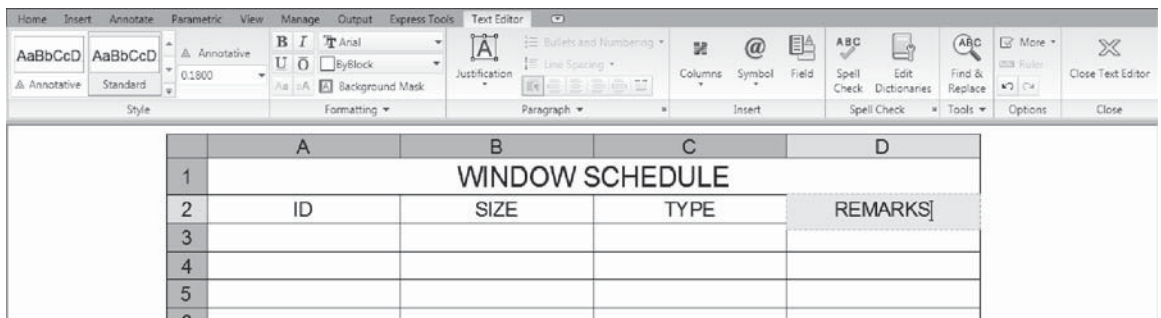 Home Insert Annotate Parametric View Manage Output Express Tools Text Editor
AaBbCcD AaBbCcD Annotative B I Arial A Bullets and Numbering @ ABC ABC More
U O ByBlock Line Spacing Ruler
Annotative Standard 0.1800 Aa Background Mask Justification Columns Symbol Field Spell Check Edit Dictionaries Find & Replace Close Text Editor
Style Formatting Paragraph Insert Spell Check Tools Options Close
A B C D
1 WINDOW SCHEDULE
2 ID SIZE TYPE REMARKS
3
4
5